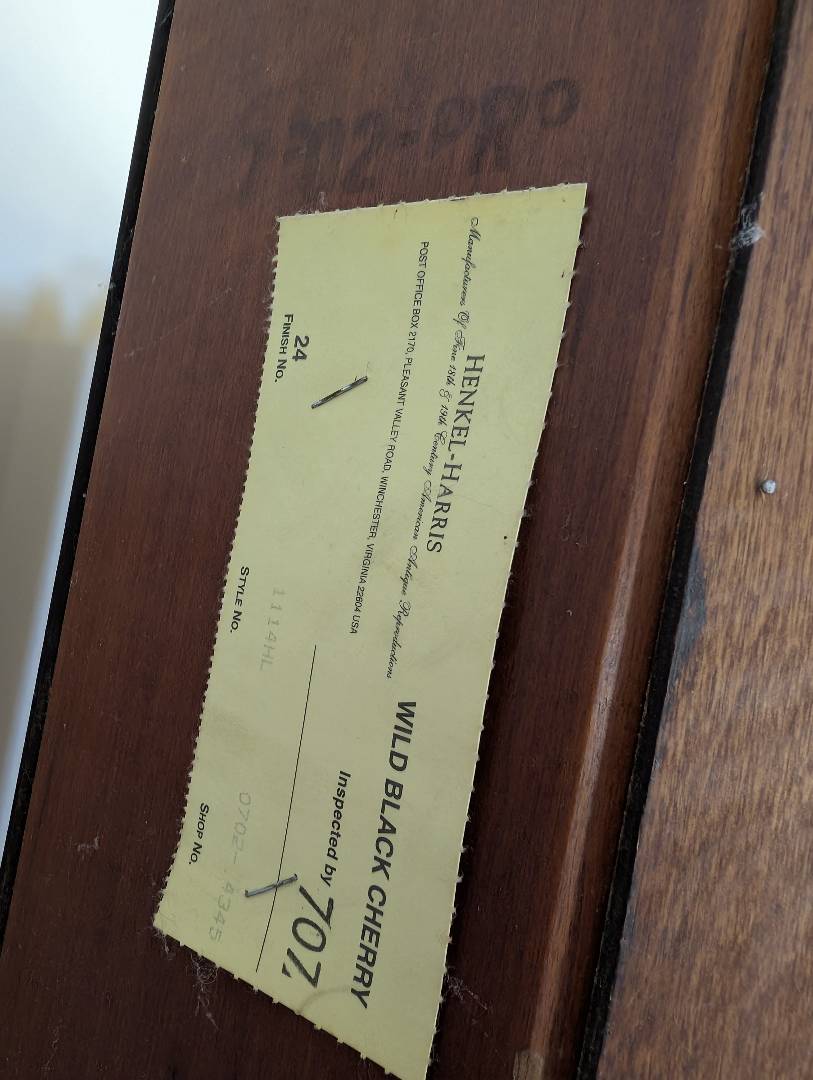 HENKEL-HARRIS
Manufacturers Of Fine 18th & 19th Century American Antique Reproductions
POST OFFICE BOX 2170, PLEASANT VALLEY ROAD, WINCHESTER, VIRGINIA 22604 USA
WILD BLACK CHERRY
Inspected by 707
24
FINISH NO.
1114HL
STYLE NO.
0702-4345
SHOP NO.